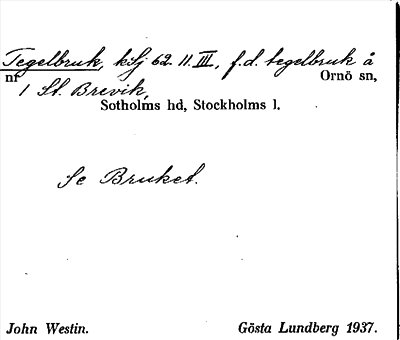 Tegelbruk, kilj 62. 11. III., f.d. tegelbruk å
nr
1 St. Brevik,
Ornö sn,
Sotholms hd, Stockholms l.
Se Bruket.
John Westin.
Gösta Lundberg 1937.